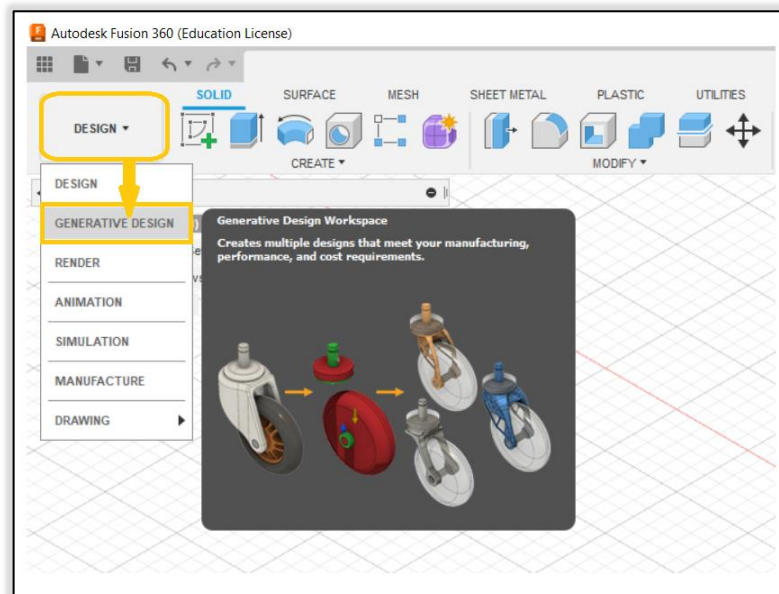 Autodesk Fusion 360 (Education License)
SOLID SURFACE MESH SHEET METAL PLASTIC UTILITIES
DESIGN ▾
CREATE ▾ MODIFY ▾
DESIGN
GENERATIVE DESIGN
RENDER
ANIMATION
SIMULATION
MANUFACTURE
DRAWING
Generative Design Workspace
Creates multiple designs that meet your manufacturing,
performance, and cost requirements.